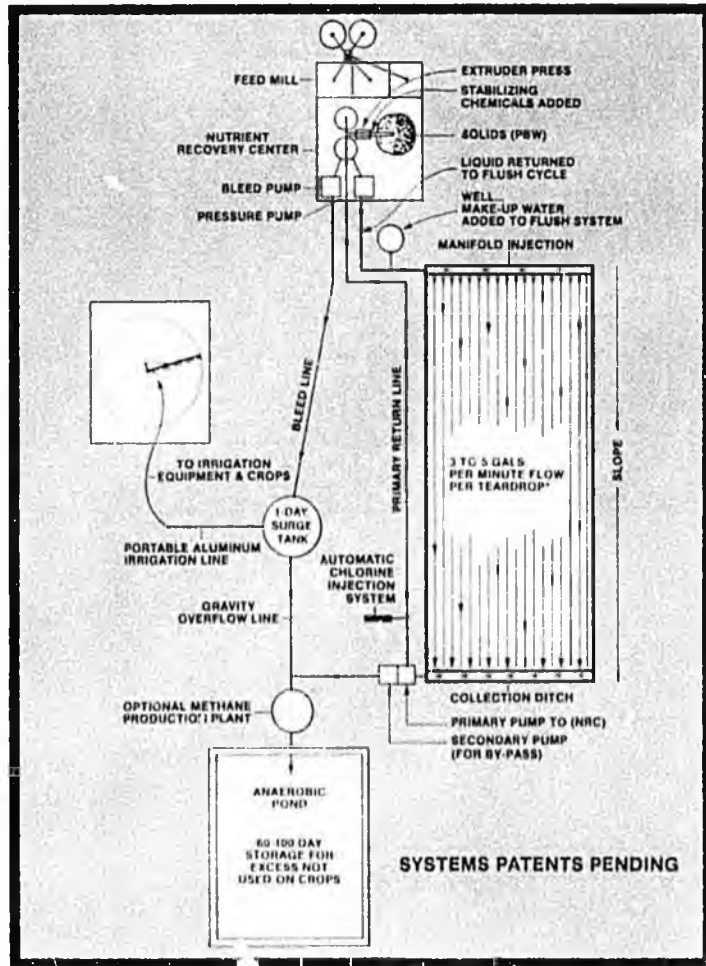 FEED MILL
EXTRUDER PRESS
STABILIZING
CHEMICALS ADDED
NUTRIENT
RECOVERY CENTER
SOLIDS (PBW)
BLEED PUMP
LIQUID RETURNED
TO FLUSH CYCLE
PRESSURE PUMP
WELL
MAKE-UP WATER
ADDED TO FLUSH SYSTEM
MANIFOLD INJECTION
BLEED LINE
PRIMARY RETURN LINE
3 TO 5 GALS
PER MINUTE FLOW
PER TEARDROP*
SLOPE
TO IRRIGATION
EQUIPMENT & CROPS
1-DAY
SURGE
TANK
PORTABLE ALUMINUM
IRRIGATION LINE
AUTOMATIC
CHLORINE
INJECTION
SYSTEM
GRAVITY
OVERFLOW LINE
COLLECTION DITCH
OPTIONAL METHANE
PRODUCTION PLANT
PRIMARY PUMP TO (NRC)
SECONDARY PUMP
(FOR BY-PASS)
ANAEROBIC
POND
60-100 DAY
STORAGE FOR
EXCESS NOT
USED ON CROPS
SYSTEMS PATENTS PENDING